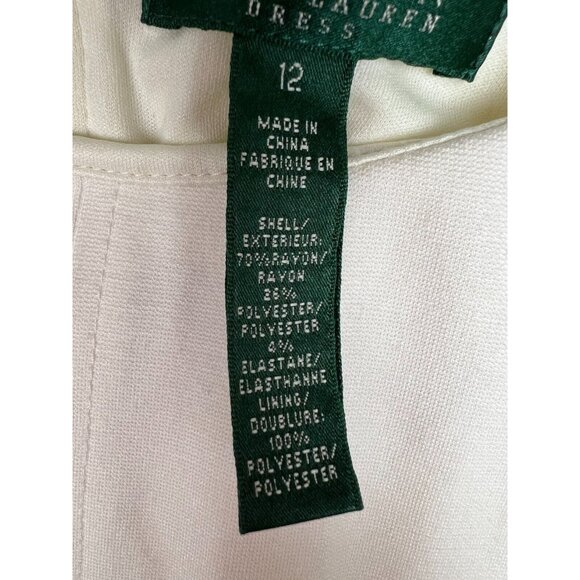 LAUREN
DRESS
12
MADE IN
CHINA
FABRIQUE EN
CHINE
SHELL/
EXTERIEUR:
70%RAYON/
RAYON
26%
POLYESTER/
POLYESTER
4%
ELASTANE/
ELASTHANNE
LINING/
DOUBLURE:
100%
POLYESTER/
POLYESTER